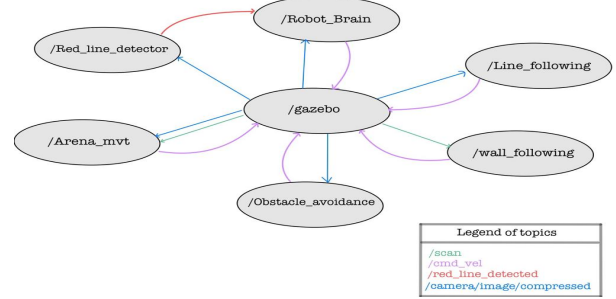 /Robot_Brain
/Red_line_detector
/Line_following
/gazebo
/Arena_mvt
/wall_following
/Obstacle_avoidance
Legend of topics
/scan
/cmd_vel
/red_line_detected
/camera/image/compressed